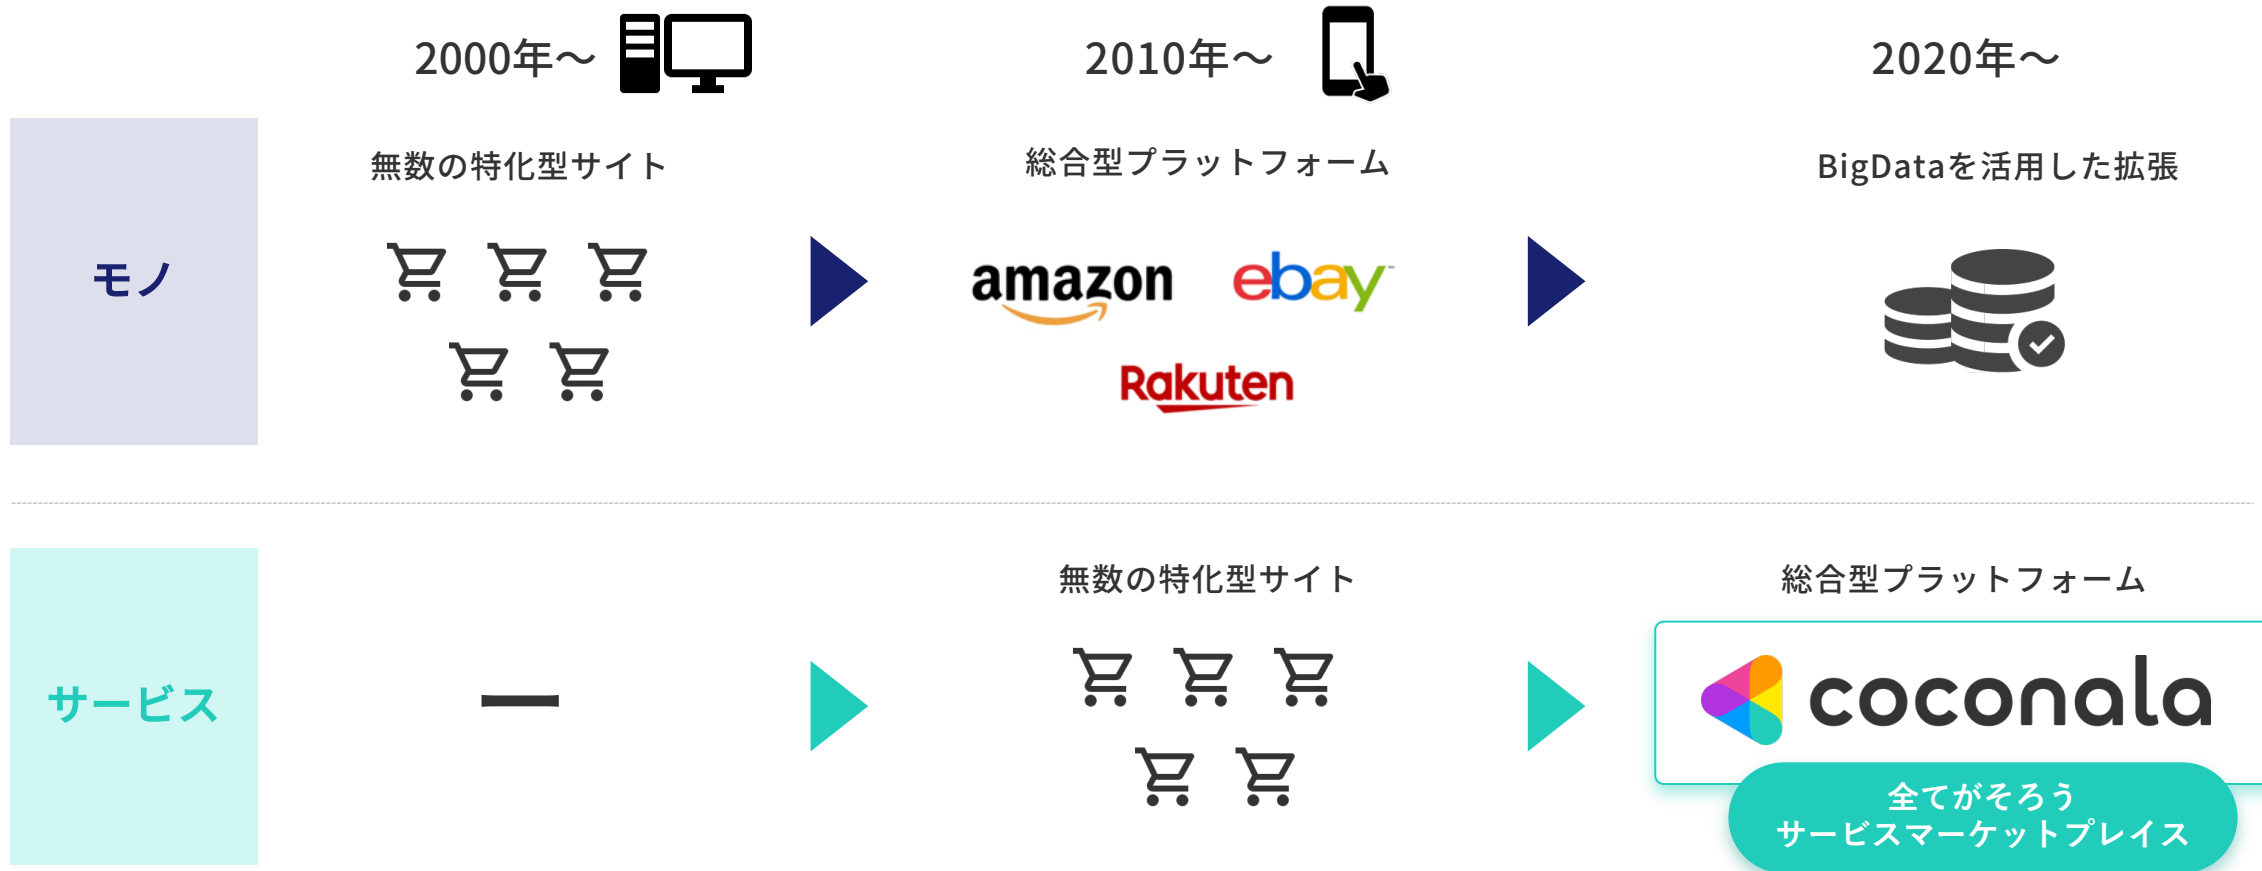 2000年〜
2010年〜
2020年〜
モノ
無数の特化型サイト
総合型プラットフォーム
BigDataを活用した拡張
amazon
ebay™
Rakuten
サービス
ー
無数の特化型サイト
総合型プラットフォーム
coconala
全てがそろう
サービスマーケットプレイス